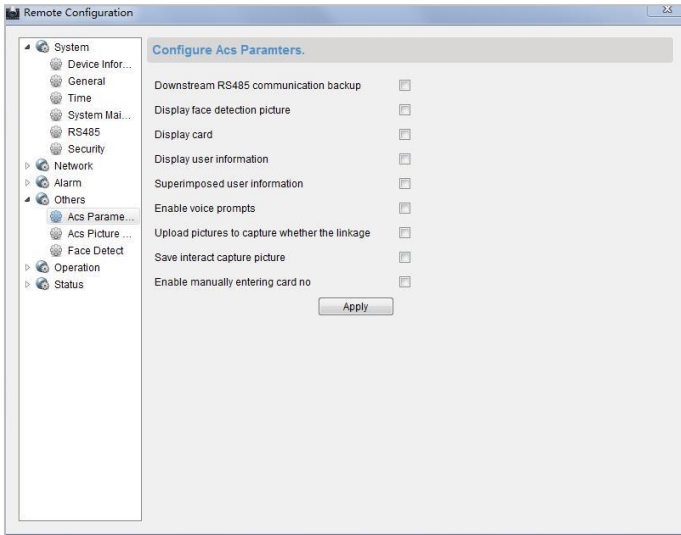 Remote Configuration
System
Device Infor...
General
Time
System Mai...
RS485
Security
Network
Alarm
Others
Acs Parame...
Acs Picture ...
Face Detect
Operation
Status
Configure Acs Paramters.
Downstream RS485 communication backup
Display face detection picture
Display card
Display user information
Superimposed user information
Enable voice prompts
Upload pictures to capture whether the linkage
Save interact capture picture
Enable manually entering card no
Apply